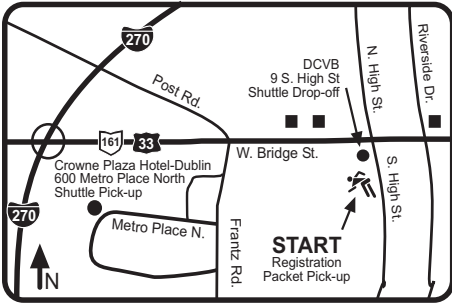 270
Post Rd.
DCVB
9 S. High St
Shuttle Drop-off
N. High St.
Riverside Dr.
161
33
W. Bridge St.
Crowne Plaza Hotel-Dublin
600 Metro Place North
Shuttle Pick-up
270
Metro Place N.
Frantz Rd.
S. High St.
START
Registration
Packet Pick-up
N